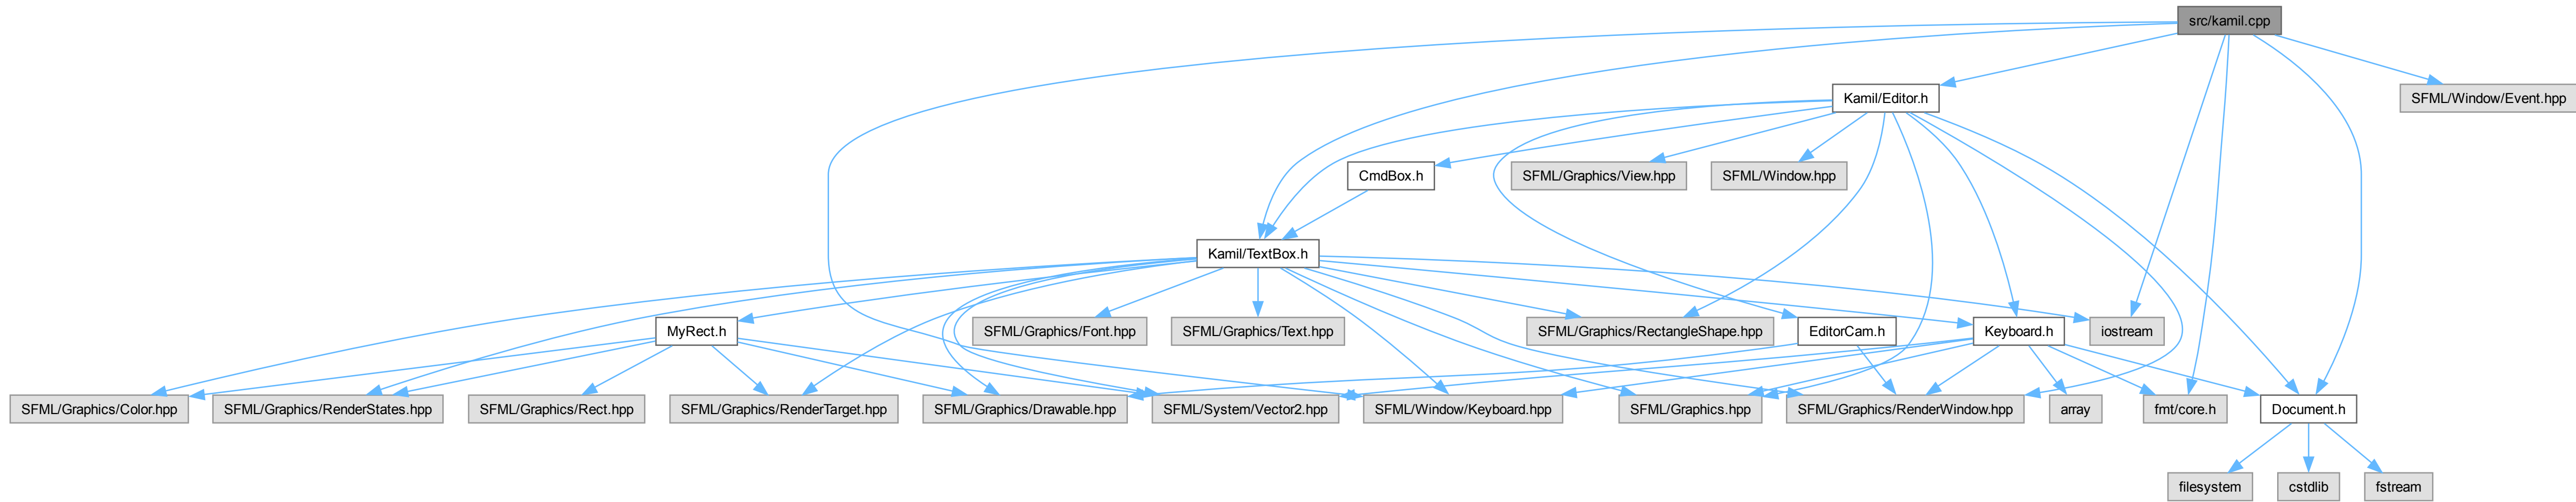 src/kamil.cpp
Kamil/Editor.h
SFML/Window/Event.hpp
CmdBox.h
SFML/Graphics/View.hpp
SFML/Window.hpp
Kamil/TextBox.h
MyRect.h
SFML/Graphics/Font.hpp
SFML/Graphics/Text.hpp
SFML/Graphics/RectangleShape.hpp
EditorCam.h
Keyboard.h
iostream
SFML/Graphics/Color.hpp
SFML/Graphics/RenderStates.hpp
SFML/Graphics/Rect.hpp
SFML/Graphics/RenderTarget.hpp
SFML/Graphics/Drawable.hpp
SFML/System/Vector2.hpp
SFML/Window/Keyboard.hpp
SFML/Graphics.hpp
SFML/Graphics/RenderWindow.hpp
array
fmt/core.h
Document.h
filesystem
cstdlib
fstream